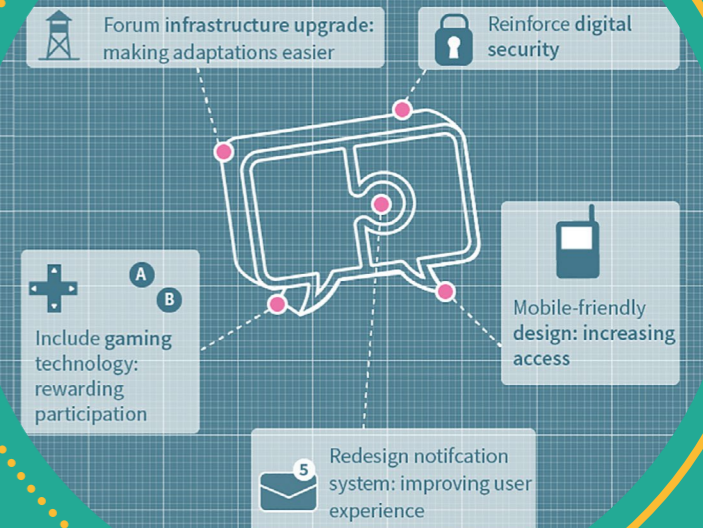 Forum infrastructure upgrade:
making adaptations easier
Reinforce digital
security
A
B
Include gaming
technology:
rewarding
participation
Mobile-friendly
design: increasing
access
5
Redesign notifcation
system: improving user
experience